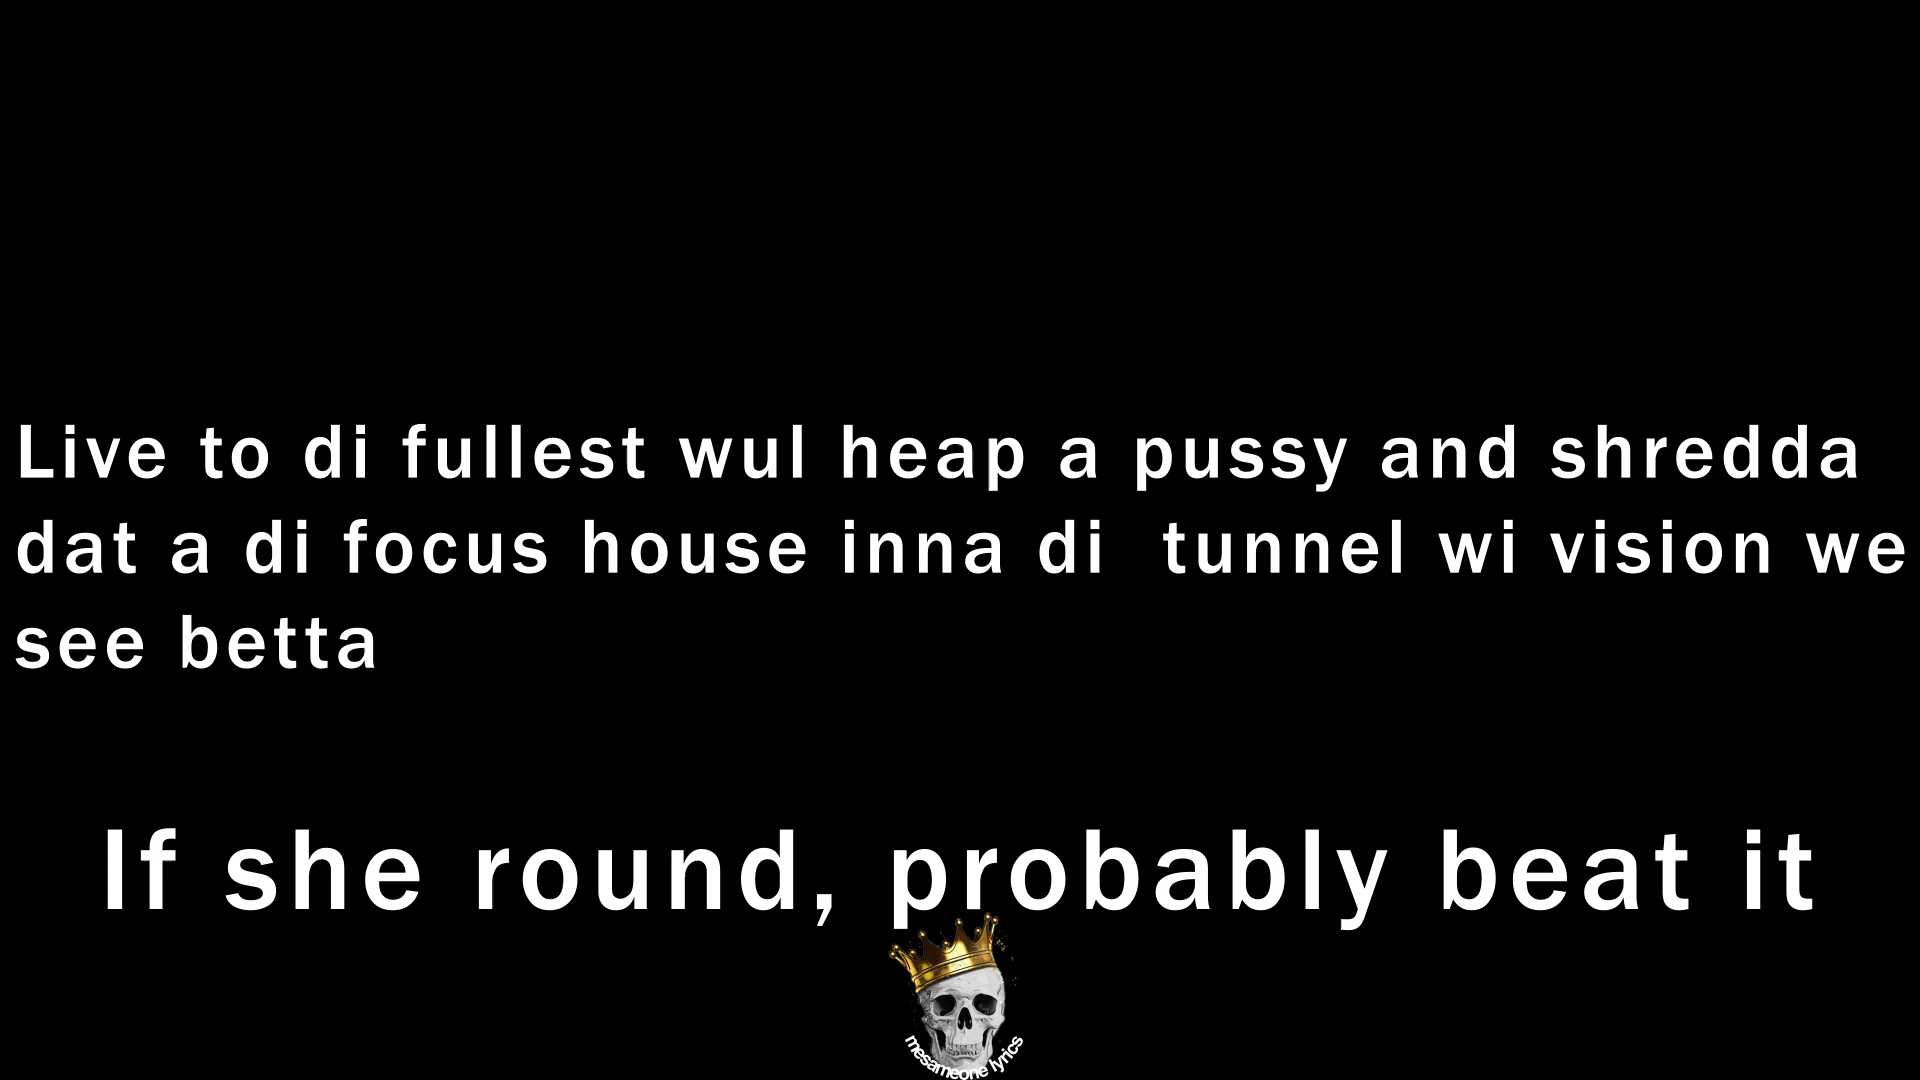 Live to di fullest wul heap a pussy and shredda
dat a di focus house inna di  tunnel wi vision we
see betta
If she round, probably beat it
mesameone lyrics